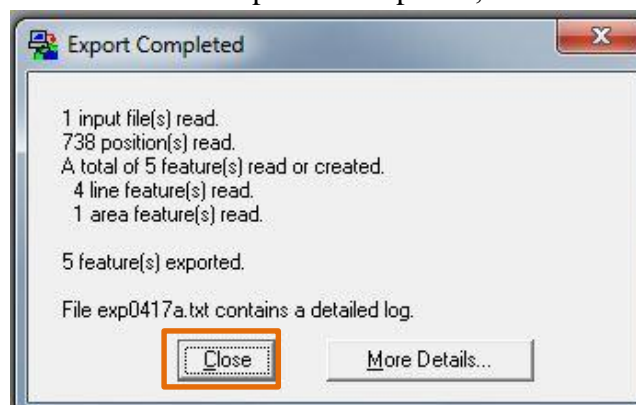 Export Completed
1 input file(s) read.
738 position(s) read.
A total of 5 feature(s) read or created.
4 line feature(s) read.
1 area feature(s) read.
5 feature(s) exported.
File exp0417a.txt contains a detailed log.
Close
More Details...